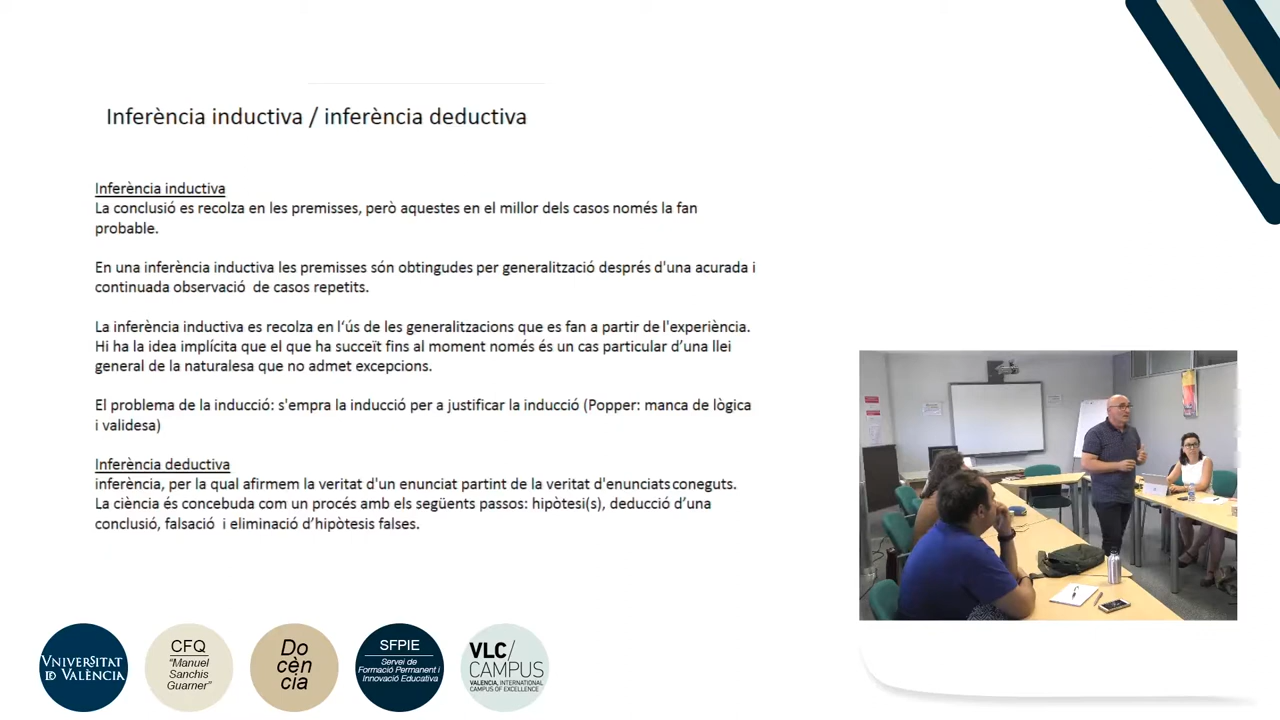 Inferència inductiva / inferència deductiva
Inferència inductiva
La conclusió es recolza en les premisses, però aquestes en el millor dels casos només la fan
probable.
En una inferència inductiva les premisses són obtingudes per generalització després d'una acurada i
continuada observació de casos repetits.
La inferència inductiva es recolza en l‘ús de les generalitzacions que es fan a partir de l'experiència.
Hi ha la idea implícita que el que ha succeït fins al moment només és un cas particular d’una llei
general de la naturalesa que no admet excepcions.
El problema de la inducció: s'empra la inducció per a justificar la inducció (Popper: manca de lògica
i validesa)
Inferència deductiva
inferència, per la qual afirmem la veritat d'un enunciat partint de la veritat d'enunciats coneguts.
La ciència és concebuda com un procés amb els següents passos: hipòtesi(s), deducció d’una
conclusió, falsació i eliminació d’hipòtesis falses.
VNIVERSITAT
ID VALÈNCIA
CFQ
“Manuel
Sanchis
Guarner”
Do
cèn
cia
SFPIE
Servei de
Formació Permanent i
Innovació Educativa
VLC/
CAMPUS
VALENCIA, INTERNATIONAL
CAMPUS OF EXCELLENCE